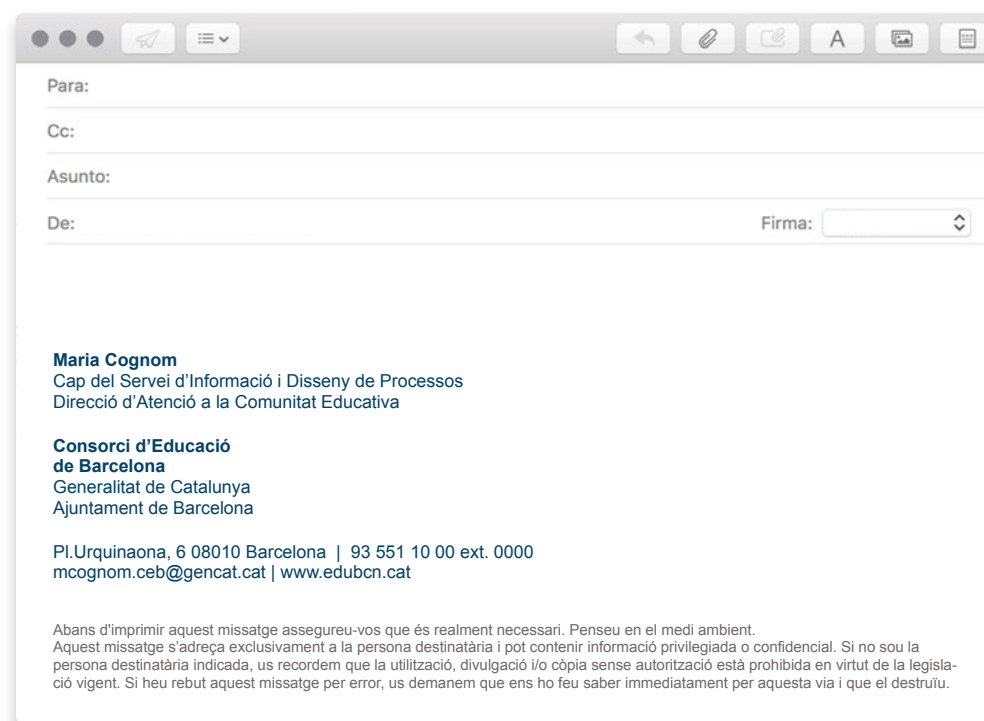 Para:
Cc:
Asunto:
De:
Firma:
Maria Cognom
Cap del Servei d’Informació i Disseny de Processos
Direcció d’Atenció a la Comunitat Educativa
Consorci d’Educació
de Barcelona
Generalitat de Catalunya
Ajuntament de Barcelona
Pl.Urquinaona, 6 08010 Barcelona | 93 551 10 00 ext. 0000
mcognom.ceb@gencat.cat | www.edubcn.cat
Abans d'imprimir aquest missatge assegureu-vos que és realment necessari. Penseu en el medi ambient.
Aquest missatge s’adreça exclusivament a la persona destinatària i pot contenir informació privilegiada o confidencial. Si no sou la
persona destinatària indicada, us recordem que la utilització, divulgació i/o còpia sense autorització està prohibida en virtut de la legisla-
ció vigent. Si heu rebut aquest missatge per error, us demanem que ens ho feu saber immediatament per aquesta via i que el destruïu.